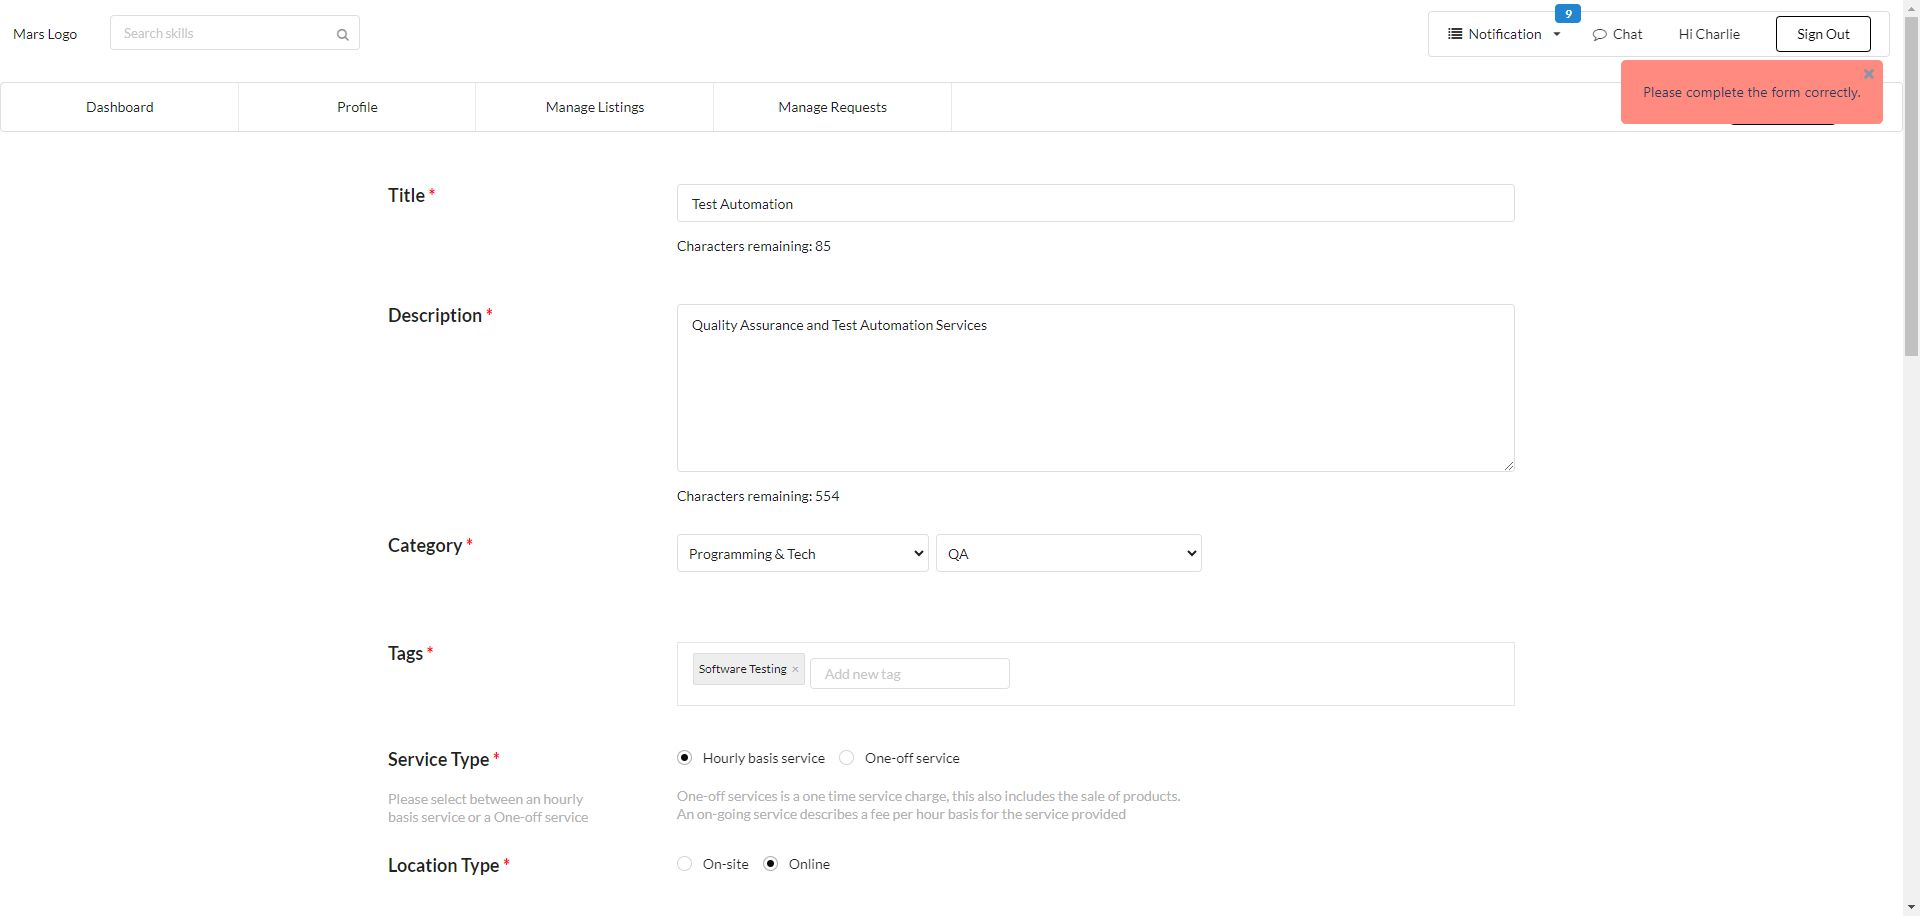 Mars Logo
Search skills
9
Notification
Chat
Hi Charlie
Sign Out
Please complete the form correctly.
Dashboard
Profile
Manage Listings
Manage Requests
Title *
Test Automation
Characters remaining: 85
Description *
Quality Assurance and Test Automation Services
Characters remaining: 554
Category *
Programming & Tech
QA
Tags *
Software Testing ×
Add new tag
Service Type *
Hourly basis service
One-off service
Please select between an hourly
basis service or a One-off service
One-off services is a one time service charge, this also includes the sale of products.
An on-going service describes a fee per hour basis for the service provided
Location Type *
On-site
Online